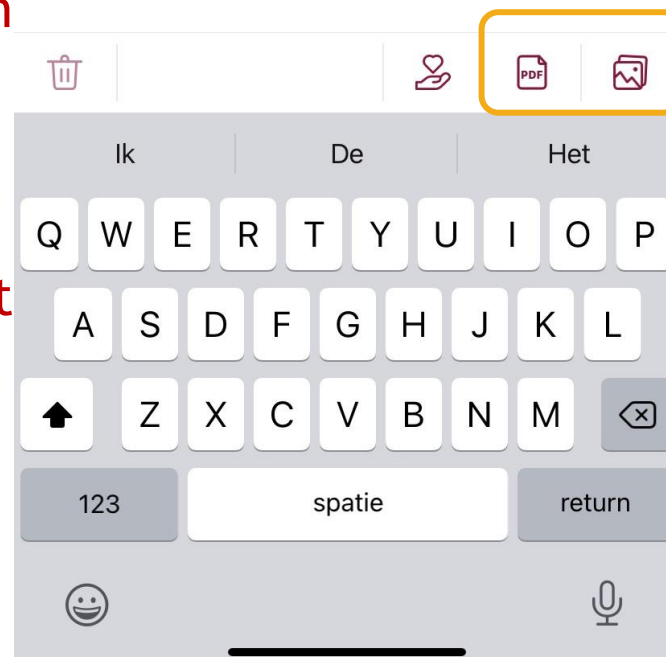 n
PDF
Ik De Het
Q W E R T Y U I O P
A S D F G H J K L
t
Z X C V B N M
123 spatie return